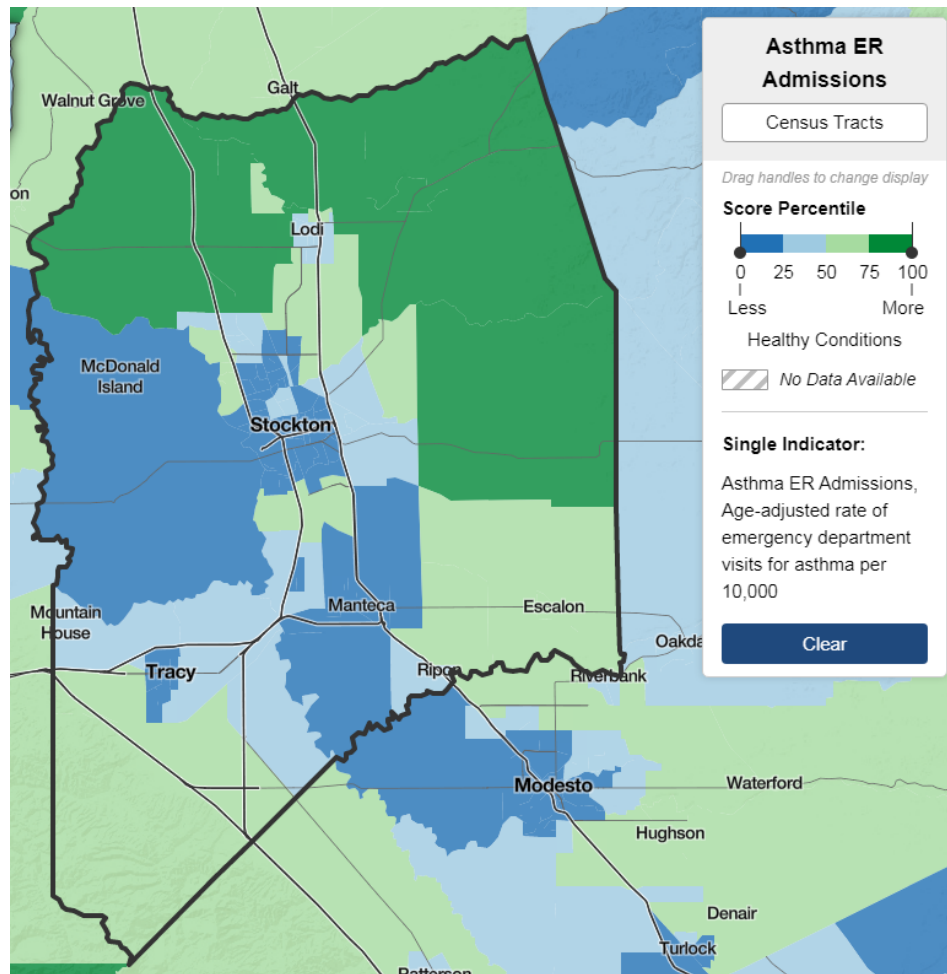 Asthma ER
Admissions
Census Tracts
Drag handles to change display
Score Percentile
0 25 50 75 100
Less More
Healthy Conditions
No Data Available
Single Indicator:
Asthma ER Admissions,
Age-adjusted rate of
emergency department
visits for asthma per
10,000
Clear
Galt
Walnut Grove
on
Lodi
McDonald
Island
Stockton
Manteca
Escalon
Mountain
House
Oakda
Tracy
Ripon
Riverbank
Modesto
Waterford
Hughson
Denair
Turlock
Patterson